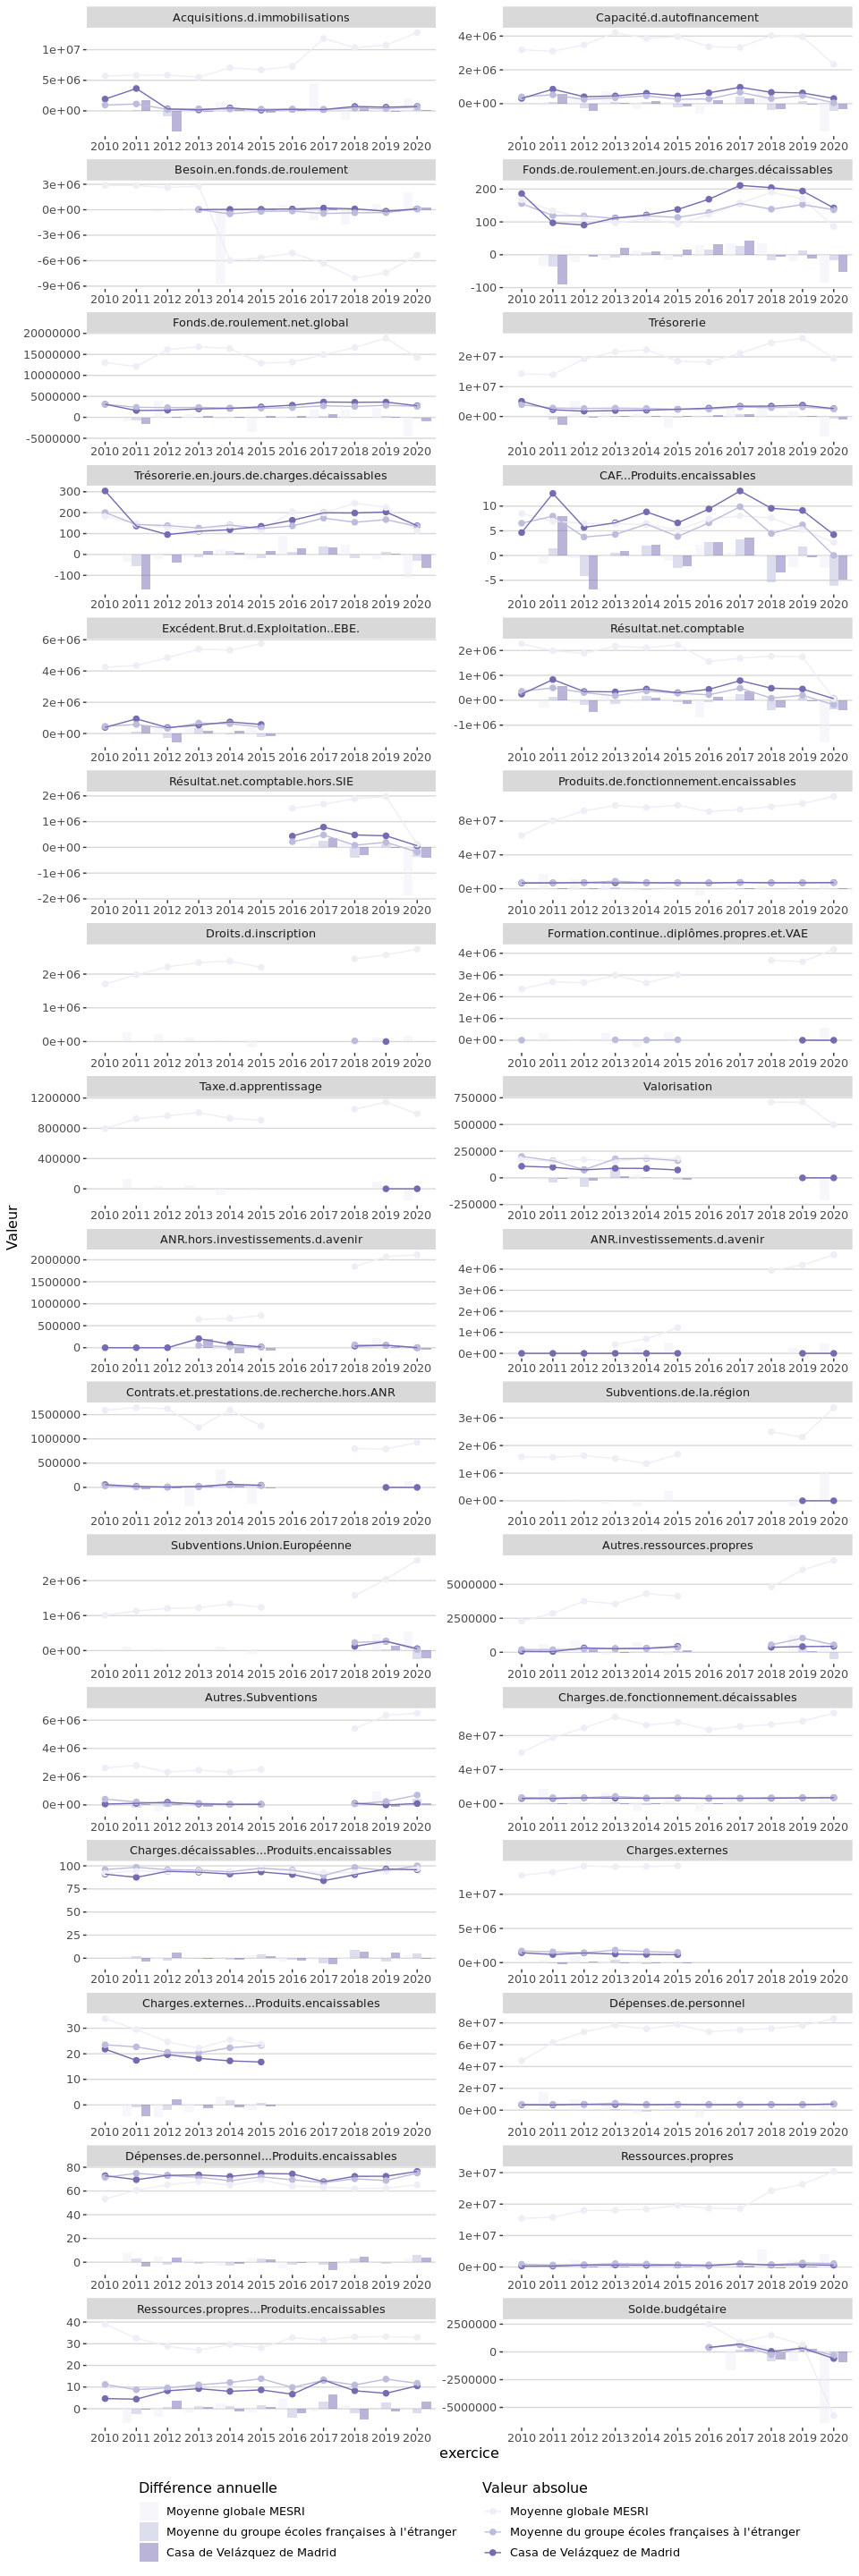 Acquisitions.d.immobilisations
Capacité.d.autofinancement
1e+07
5e+06
0e+00
4e+06
2e+06
0e+00
2010 2011 2012 2013 2014 2015 2016 2017 2018 2019 2020
2010 2011 2012 2013 2014 2015 2016 2017 2018 2019 2020
Besoin.en.fonds.de.roulement
Fonds.de.roulement.en.jours.de.charges.décaissables
3e+06
0e+00
-3e+06
-6e+06
-9e+06
200
100
0
-100
2010 2011 2012 2013 2014 2015 2016 2017 2018 2019 2020
2010 2011 2012 2013 2014 2015 2016 2017 2018 2019 2020
Fonds.de.roulement.net.global
Trésorerie
20000000
15000000
10000000
5000000
0
-5000000
2e+07
1e+07
0e+00
2010 2011 2012 2013 2014 2015 2016 2017 2018 2019 2020
2010 2011 2012 2013 2014 2015 2016 2017 2018 2019 2020
Trésorerie.en.jours.de.charges.décaissables
CAF...Produits.encaissables
300
200
100
0
-100
10
5
0
-5
2010 2011 2012 2013 2014 2015 2016 2017 2018 2019 2020
2010 2011 2012 2013 2014 2015 2016 2017 2018 2019 2020
Excédent.Brut.d.Exploitation..EBE.
Résultat.net.comptable
6e+06
4e+06
2e+06
0e+00
2e+06
1e+06
0e+00
-1e+06
2010 2011 2012 2013 2014 2015 2016 2017 2018 2019 2020
2010 2011 2012 2013 2014 2015 2016 2017 2018 2019 2020
Résultat.net.comptable.hors.SIE
Produits.de.fonctionnement.encaissables
2e+06
1e+06
0e+00
-1e+06
-2e+06
8e+07
4e+07
0e+00
2010 2011 2012 2013 2014 2015 2016 2017 2018 2019 2020
2010 2011 2012 2013 2014 2015 2016 2017 2018 2019 2020
Droits.d.inscription
Formation.continue..diplômes.propres.et.VAE
2e+06
1e+06
0e+00
4e+06
3e+06
2e+06
1e+06
0e+00
2010 2011 2012 2013 2014 2015 2016 2017 2018 2019 2020
2010 2011 2012 2013 2014 2015 2016 2017 2018 2019 2020
Taxe.d.apprentissage
Valorisation
1200000
800000
400000
0
750000
500000
250000
0
-250000
2010 2011 2012 2013 2014 2015 2016 2017 2018 2019 2020
2010 2011 2012 2013 2014 2015 2016 2017 2018 2019 2020
Valeur
ANR.hors.investissements.d.avenir
ANR.investissements.d.avenir
2000000
1500000
1000000
500000
0
4e+06
3e+06
2e+06
1e+06
0e+00
2010 2011 2012 2013 2014 2015 2016 2017 2018 2019 2020
2010 2011 2012 2013 2014 2015 2016 2017 2018 2019 2020
Contrats.et.prestations.de.recherche.hors.ANR
Subventions.de.la.région
1500000
1000000
500000
0
3e+06
2e+06
1e+06
0e+00
2010 2011 2012 2013 2014 2015 2016 2017 2018 2019 2020
2010 2011 2012 2013 2014 2015 2016 2017 2018 2019 2020
Subventions.Union.Européenne
Autres.ressources.propres
2e+06
1e+06
0e+00
5000000
2500000
0
2010 2011 2012 2013 2014 2015 2016 2017 2018 2019 2020
2010 2011 2012 2013 2014 2015 2016 2017 2018 2019 2020
Autres.Subventions
Charges.de.fonctionnement.décaissables
6e+06
4e+06
2e+06
0e+00
8e+07
4e+07
0e+00
2010 2011 2012 2013 2014 2015 2016 2017 2018 2019 2020
2010 2011 2012 2013 2014 2015 2016 2017 2018 2019 2020
Charges.décaissables...Produits.encaissables
Charges.externes
100
75
50
25
0
1e+07
5e+06
0e+00
2010 2011 2012 2013 2014 2015 2016 2017 2018 2019 2020
2010 2011 2012 2013 2014 2015 2016 2017 2018 2019 2020
Charges.externes...Produits.encaissables
Dépenses.de.personnel
30
20
10
0
8e+07
6e+07
4e+07
2e+07
0e+00
2010 2011 2012 2013 2014 2015 2016 2017 2018 2019 2020
2010 2011 2012 2013 2014 2015 2016 2017 2018 2019 2020
Dépenses.de.personnel...Produits.encaissables
Ressources.propres
80
60
40
20
0
3e+07
2e+07
1e+07
0e+00
2010 2011 2012 2013 2014 2015 2016 2017 2018 2019 2020
2010 2011 2012 2013 2014 2015 2016 2017 2018 2019 2020
Ressources.propres...Produits.encaissables
Solde.budgétaire
40
30
20
10
0
2500000
0
-2500000
-5000000
2010 2011 2012 2013 2014 2015 2016 2017 2018 2019 2020
2010 2011 2012 2013 2014 2015 2016 2017 2018 2019 2020
exercice
Différence annuelle
Moyenne globale MESRI
Moyenne du groupe écoles françaises à l'étranger
Casa de Velázquez de Madrid
Valeur absolue
Moyenne globale MESRI
Moyenne du groupe écoles françaises à l'étranger
Casa de Velázquez de Madrid